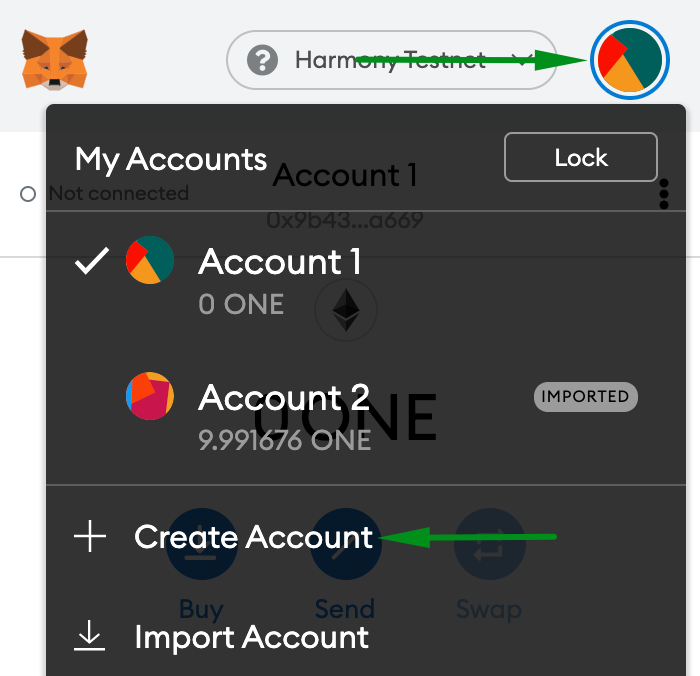 ? Harmony Testnet
My Accounts
Lock
Account 1
Not connected
0x9b43...a669
Account 1
0 ONE
Account 2
IMPORTED
0 ONE
9.991676 ONE
Create Account
Buy
Send
Swap
Import Account